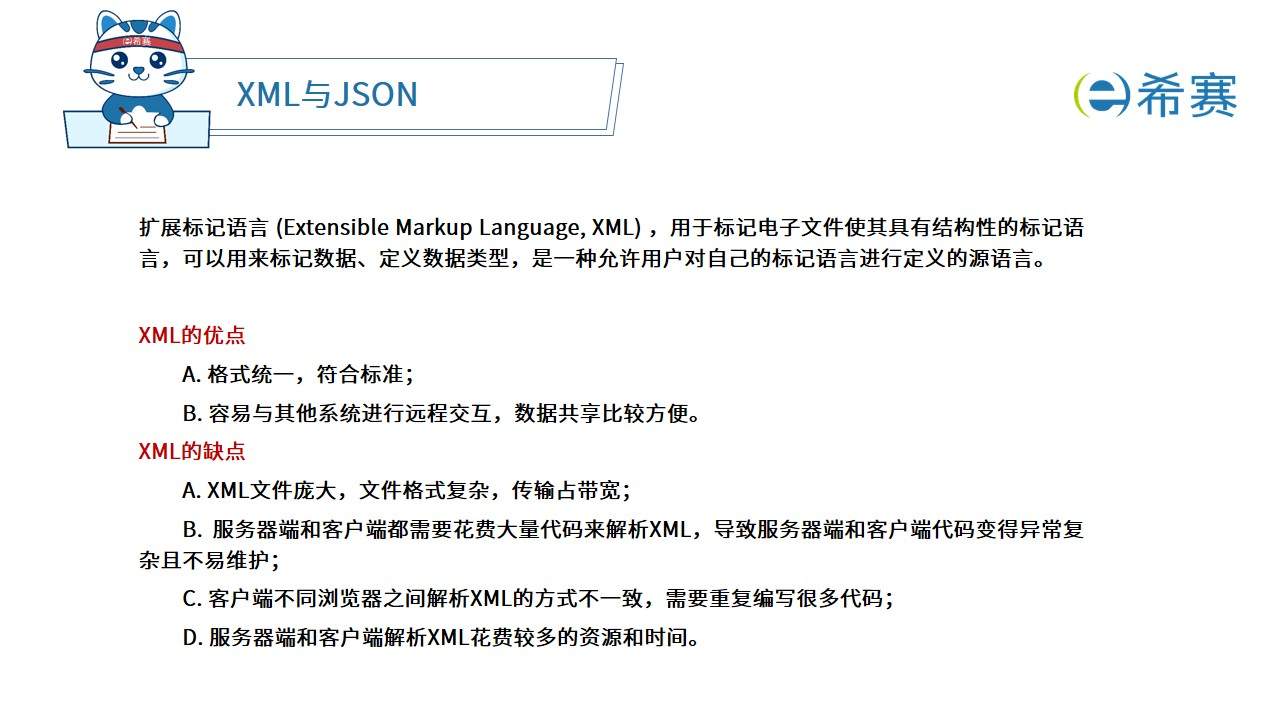 希赛
XML与JSON
希赛
扩展标记语言 (Extensible Markup Language, XML) ，用于标记电子文件使其具有结构性的标记语
言，可以用来标记数据、定义数据类型，是一种允许用户对自己的标记语言进行定义的源语言。
XML的优点
A. 格式统一，符合标准；
B. 容易与其他系统进行远程交互，数据共享比较方便。
XML的缺点
A. XML文件庞大，文件格式复杂，传输占带宽；
B. 服务器端和客户端都需要花费大量代码来解析XML，导致服务器端和客户端代码变得异常复
杂且不易维护；
C. 客户端不同浏览器之间解析XML的方式不一致，需要重复编写很多代码；
D. 服务器端和客户端解析XML花费较多的资源和时间。